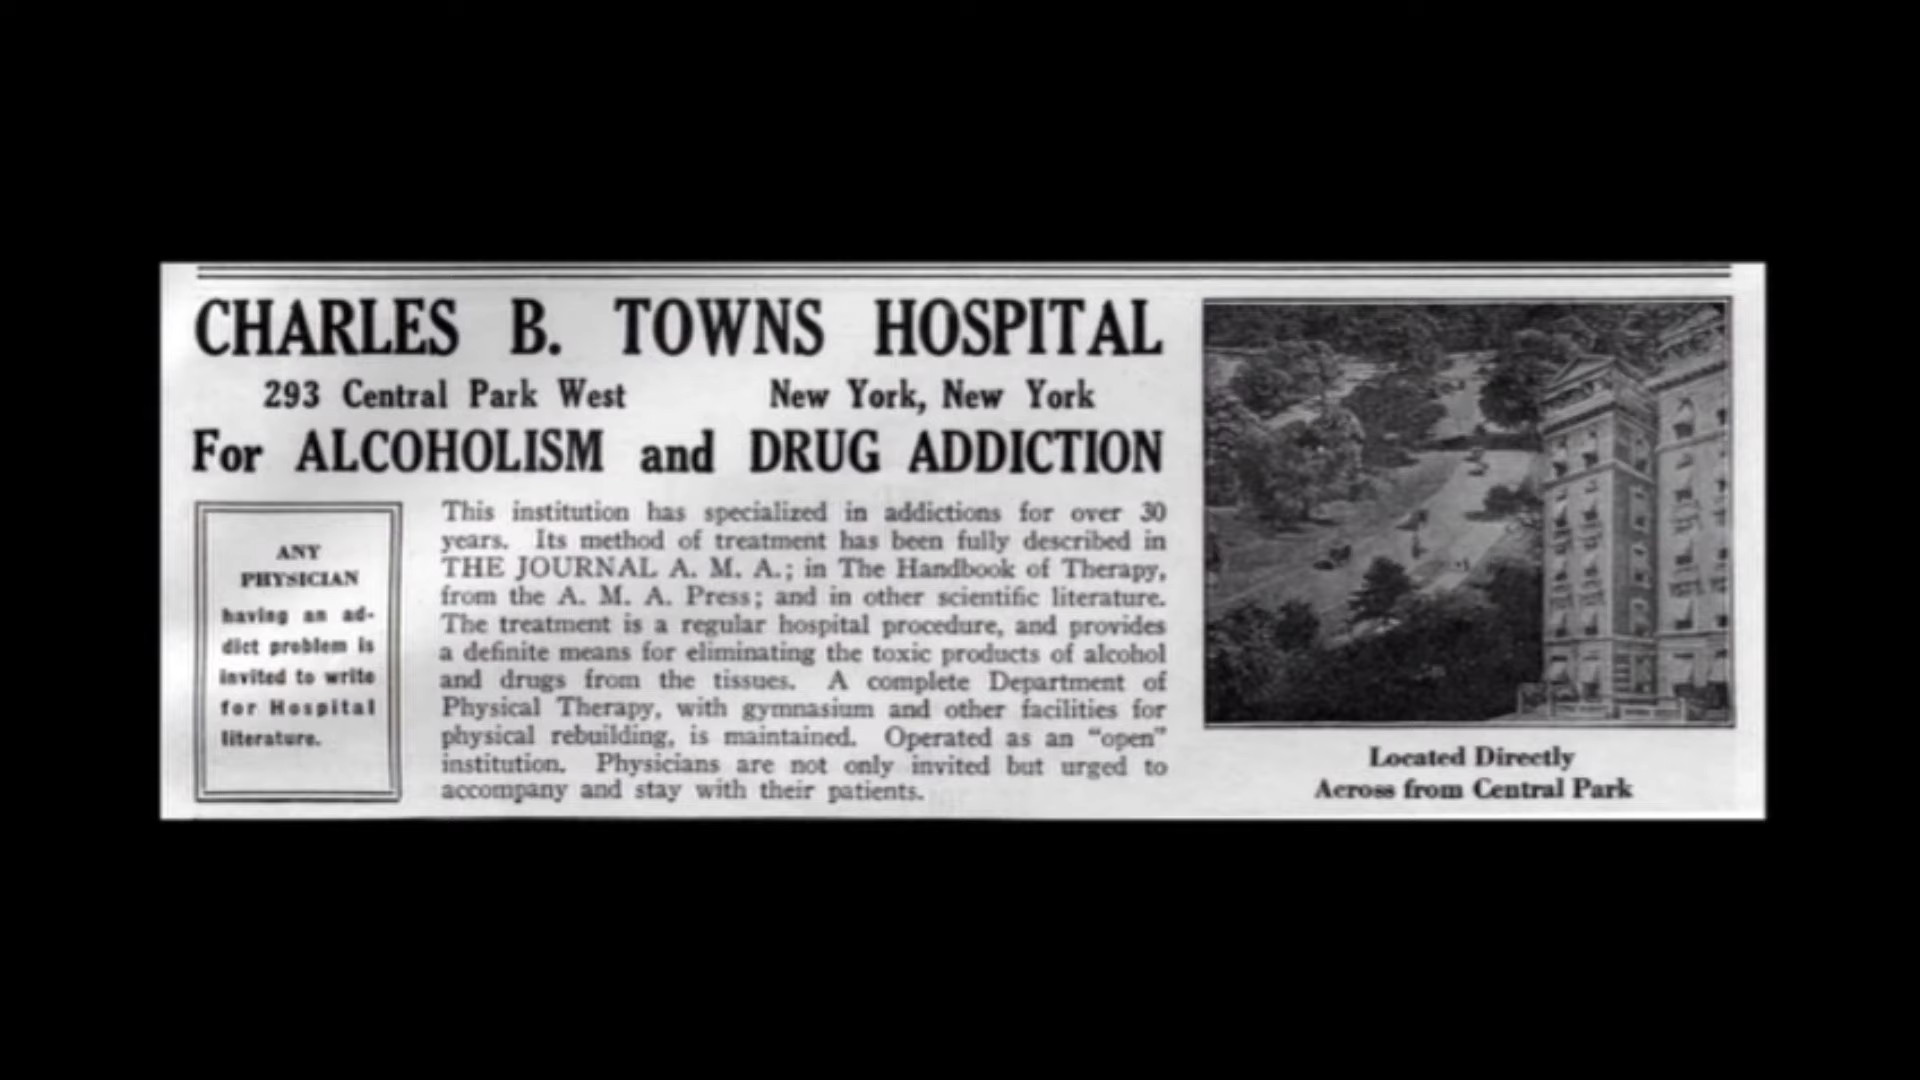 CHARLES B. TOWNS HOSPITAL
293 Central Park West New York, New York
For ALCOHOLISM and DRUG ADDICTION
ANY
PHYSICIAN
having an ad-
dict problem is
invited to write
for Hospital
literature.
This institution has specialized in addictions for over 30
years. Its method of treatment has been fully described in
THE JOURNAL A. M. A.; in The Handbook of Therapy,
from the A. M. A. Press; and in other scientific literature.
The treatment is a regular hospital procedure, and provides
a definite means for eliminating the toxic products of alcohol
and drugs from the tissues. A complete Department of
Physical Therapy, with gymnasium and other facilities for
physical rebuilding, is maintained. Operated as an “open”
institution. Physicians are not only invited but urged to
accompany and stay with their patients.
Located Directly
Across from Central Park